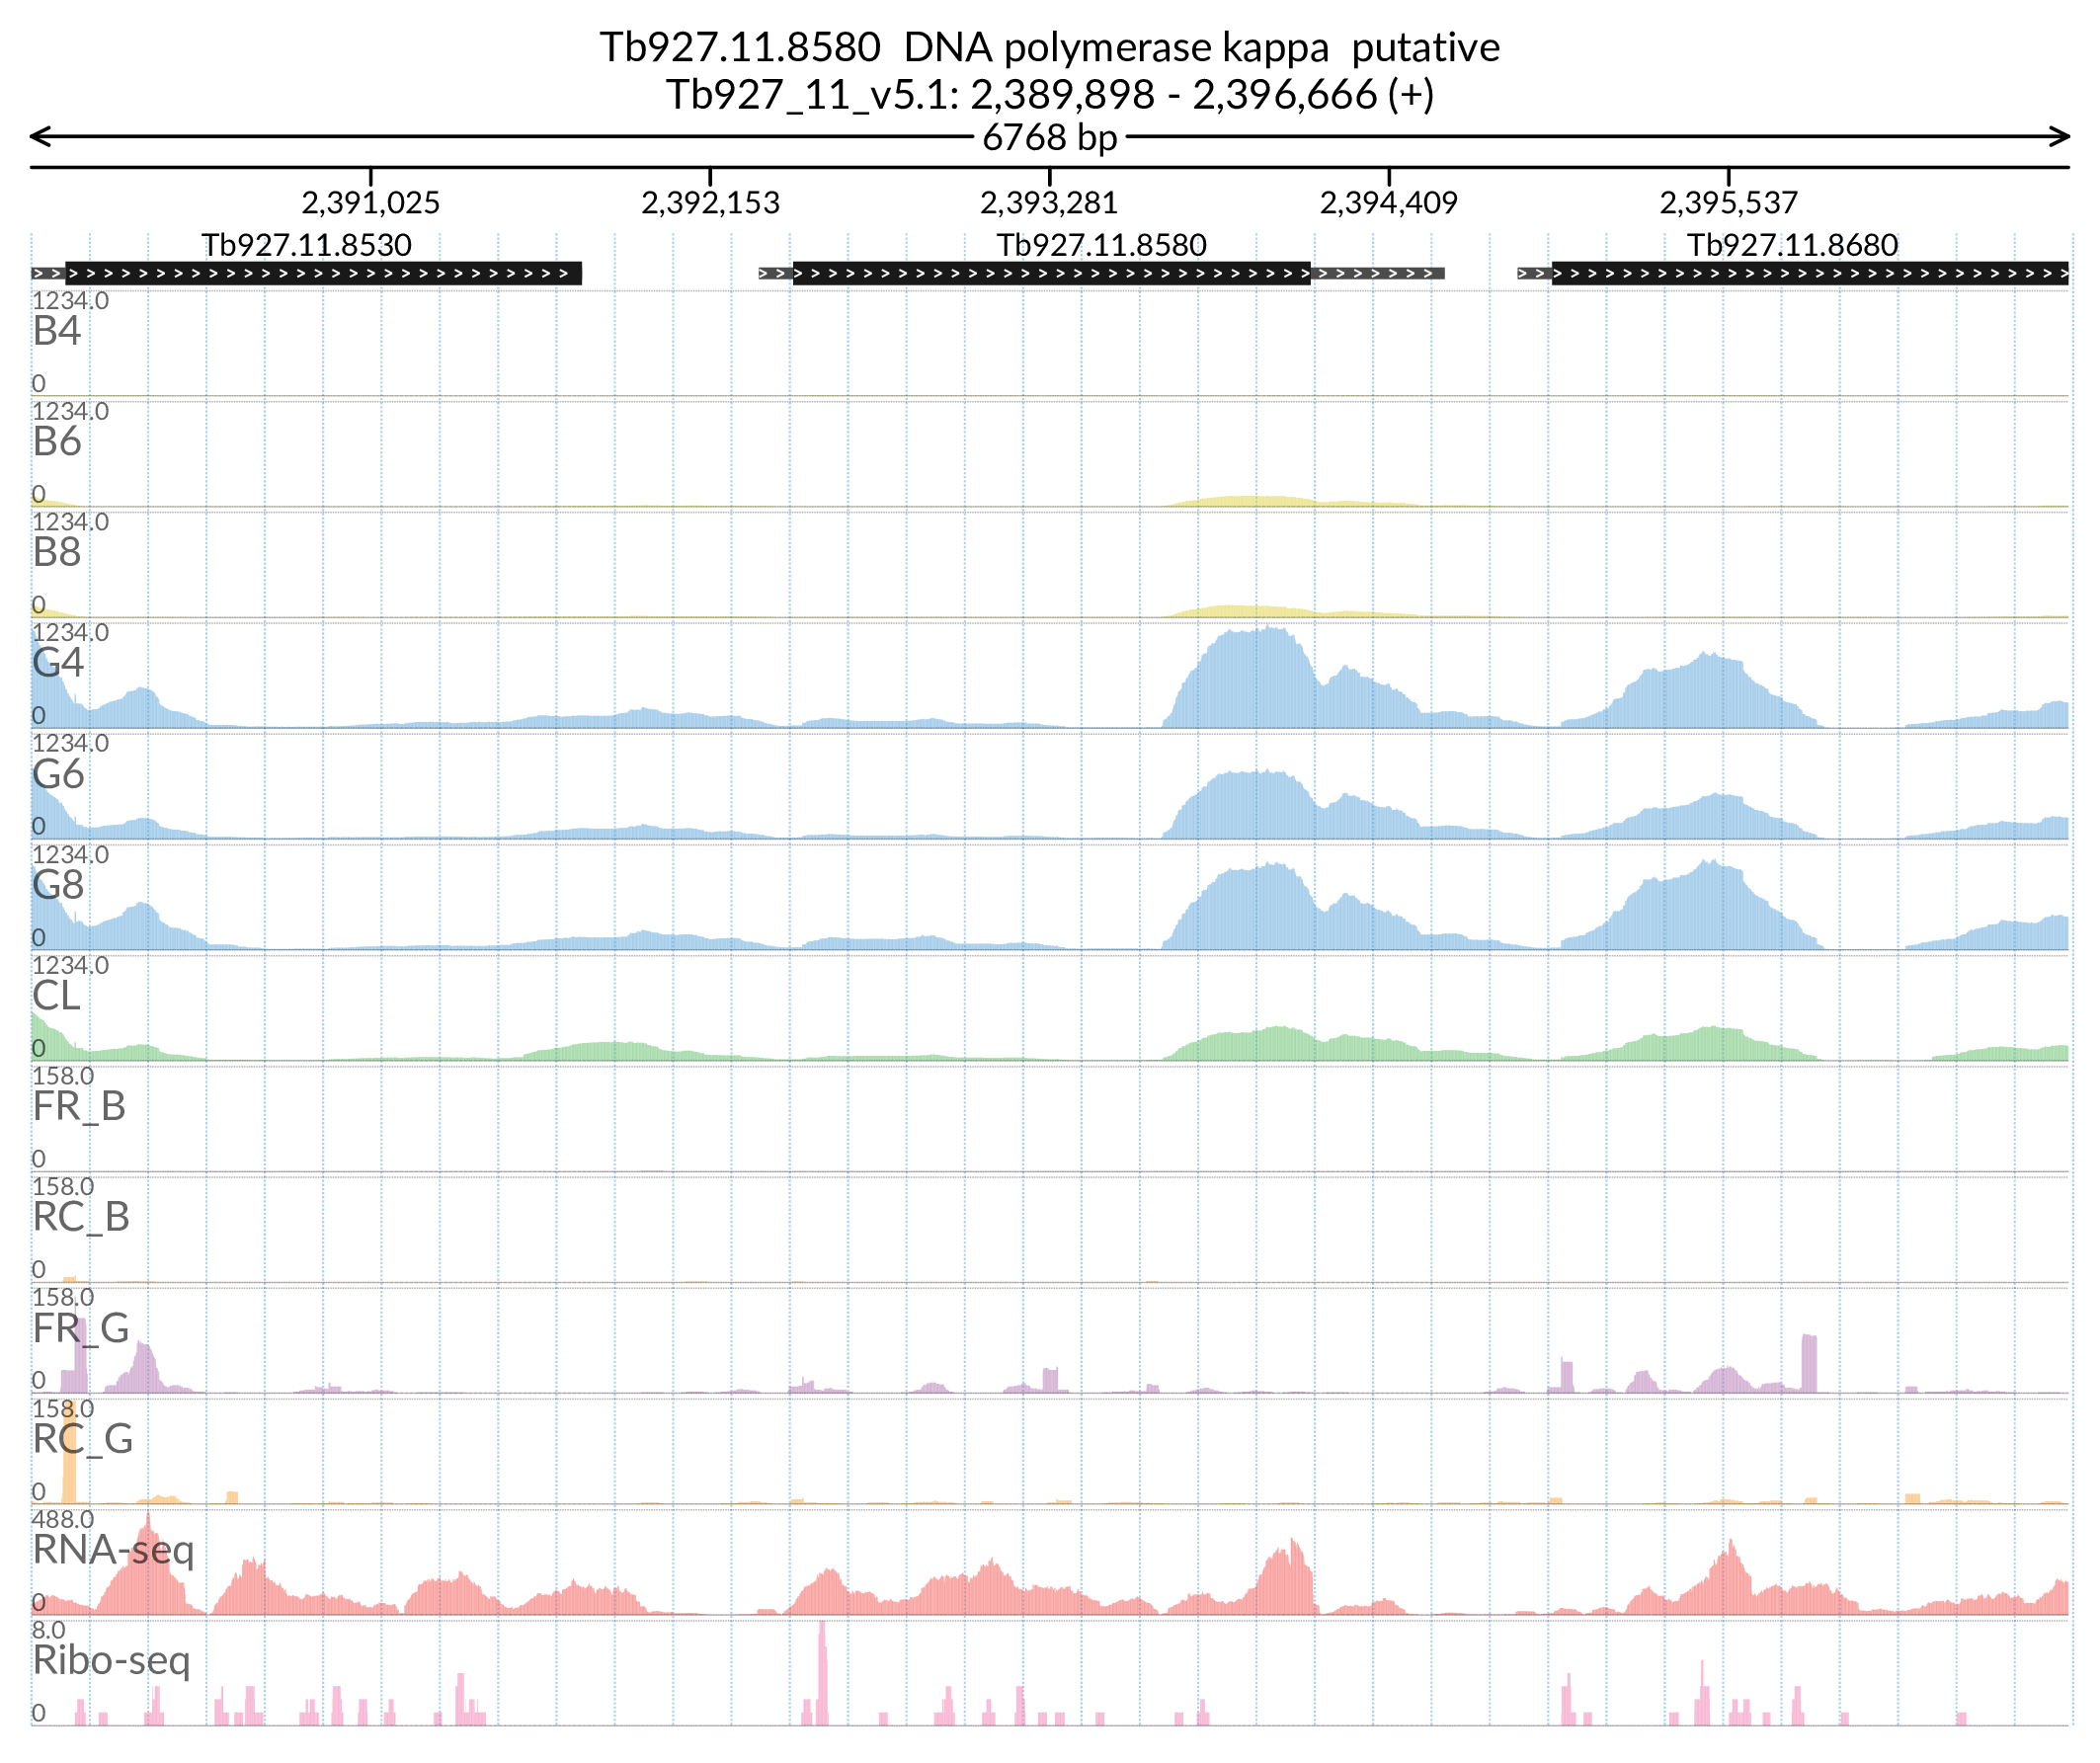 Tb927.11.8580 DNA polymerase kappa putative
Tb927_11_v5.1: 2,389,898 - 2,396,666 (+)
6768 bp
2,391,025 2,392,153 2,393,281 2,394,409 2,395,537
Tb927.11.8530 Tb927.11.8580 Tb927.11.8680
1234.0
B4
0
1234.0
B6
0
1234.0
B8
0
1234.0
G4
0
1234.0
G6
0
1234.0
G8
0
1234.0
CL
0
158.0
FR_B
0
158.0
RC_B
0
158.0
FR_G
0
158.0
RC_G
0
488.0
RNA-seq
0
8.0
Ribo-seq
0